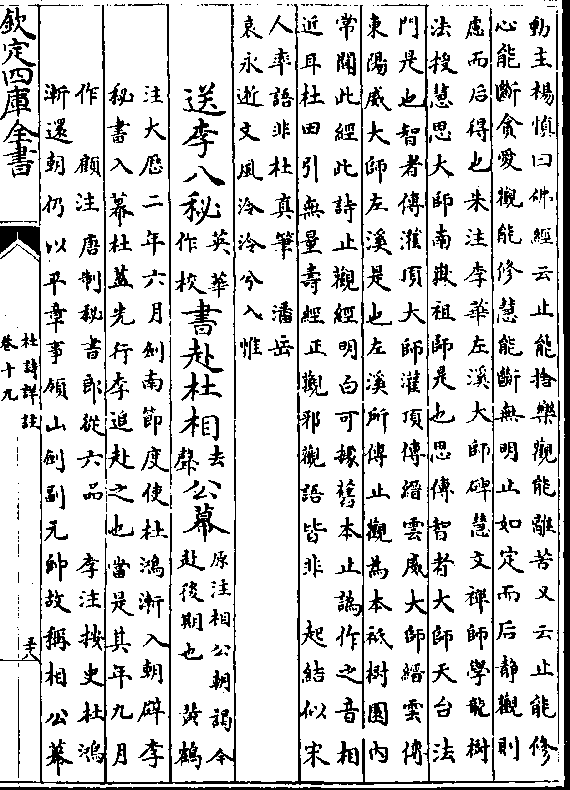 動主楊慎曰佛經云止能捨樂觀能離苦又云止能修
心能斷貪愛觀能修慧能斷無明止如定而后靜觀則
慮而后得也朱注李華左溪大師碑慧文禪師學龍樹
法授慧思大師南嶽祖師是也思傳智者大師天台法
門是也智者傳灌頂大師灌頂傳縉雲威大師縉雲傳
東陽威大師左溪是也左溪所傳止觀為本祇樹園內
常聞此經此詩止觀經明白可據舊本止譌作之音相
近耳杜田引無量壽經正觀邪觀語皆非 起結似宋
人率語非杜真筆 潘岳
哀永逝文風泠泠兮入帷
送李八秘英華作校書赴杜相去聲公幕原注相公朝謁今赴後期也 黃鶴
注大厯二年六月劍南節度使杜鴻漸入朝辟李
秘書入幕杜盖先行李追赴之也當是其年九月
作 顧注唐制秘書郎從六品 李注按史杜鴻
漸還朝仍以平章事領山劍副元帥故稱相公幕
欽定四庫全書
杜詩詳註
卷十九